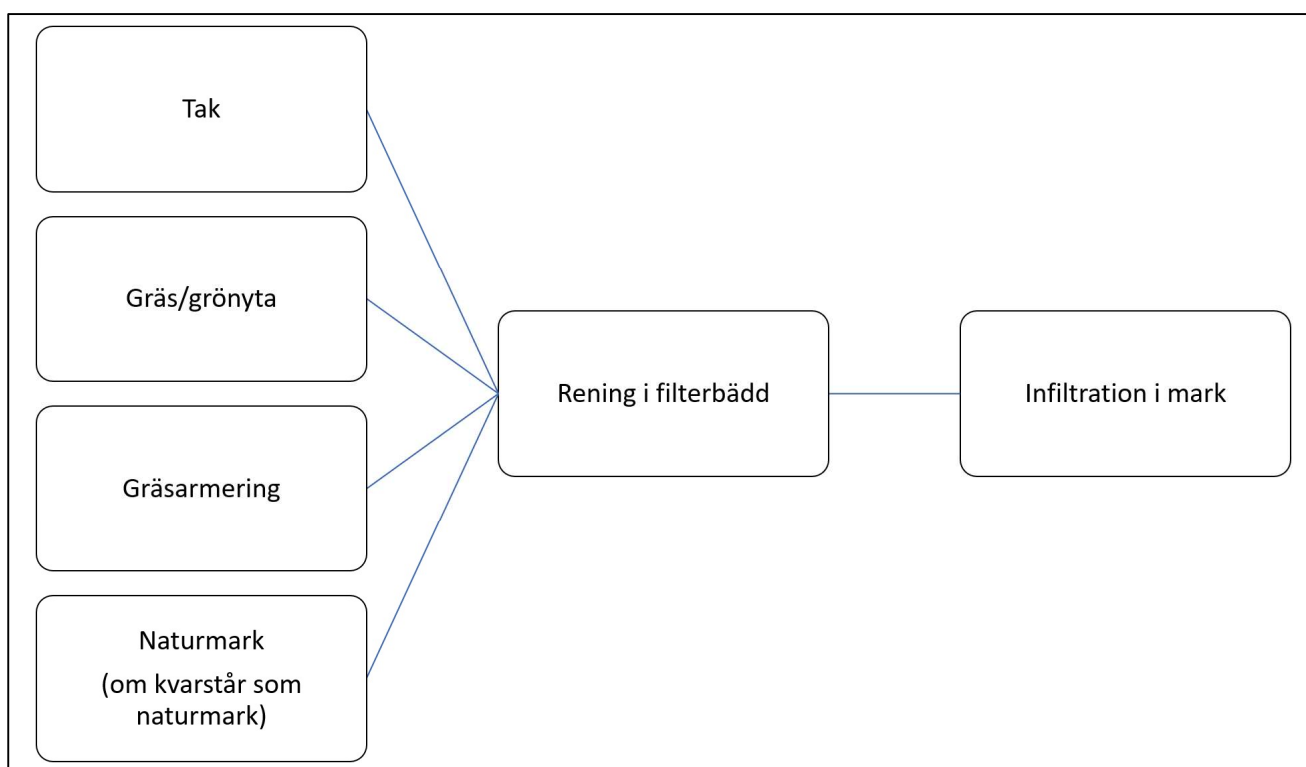 Tak
Gräs/grönyta
Gräsarmering
Naturmark
(om kvarstår som
naturmark)
Rening i filterbädd
Infiltration i mark